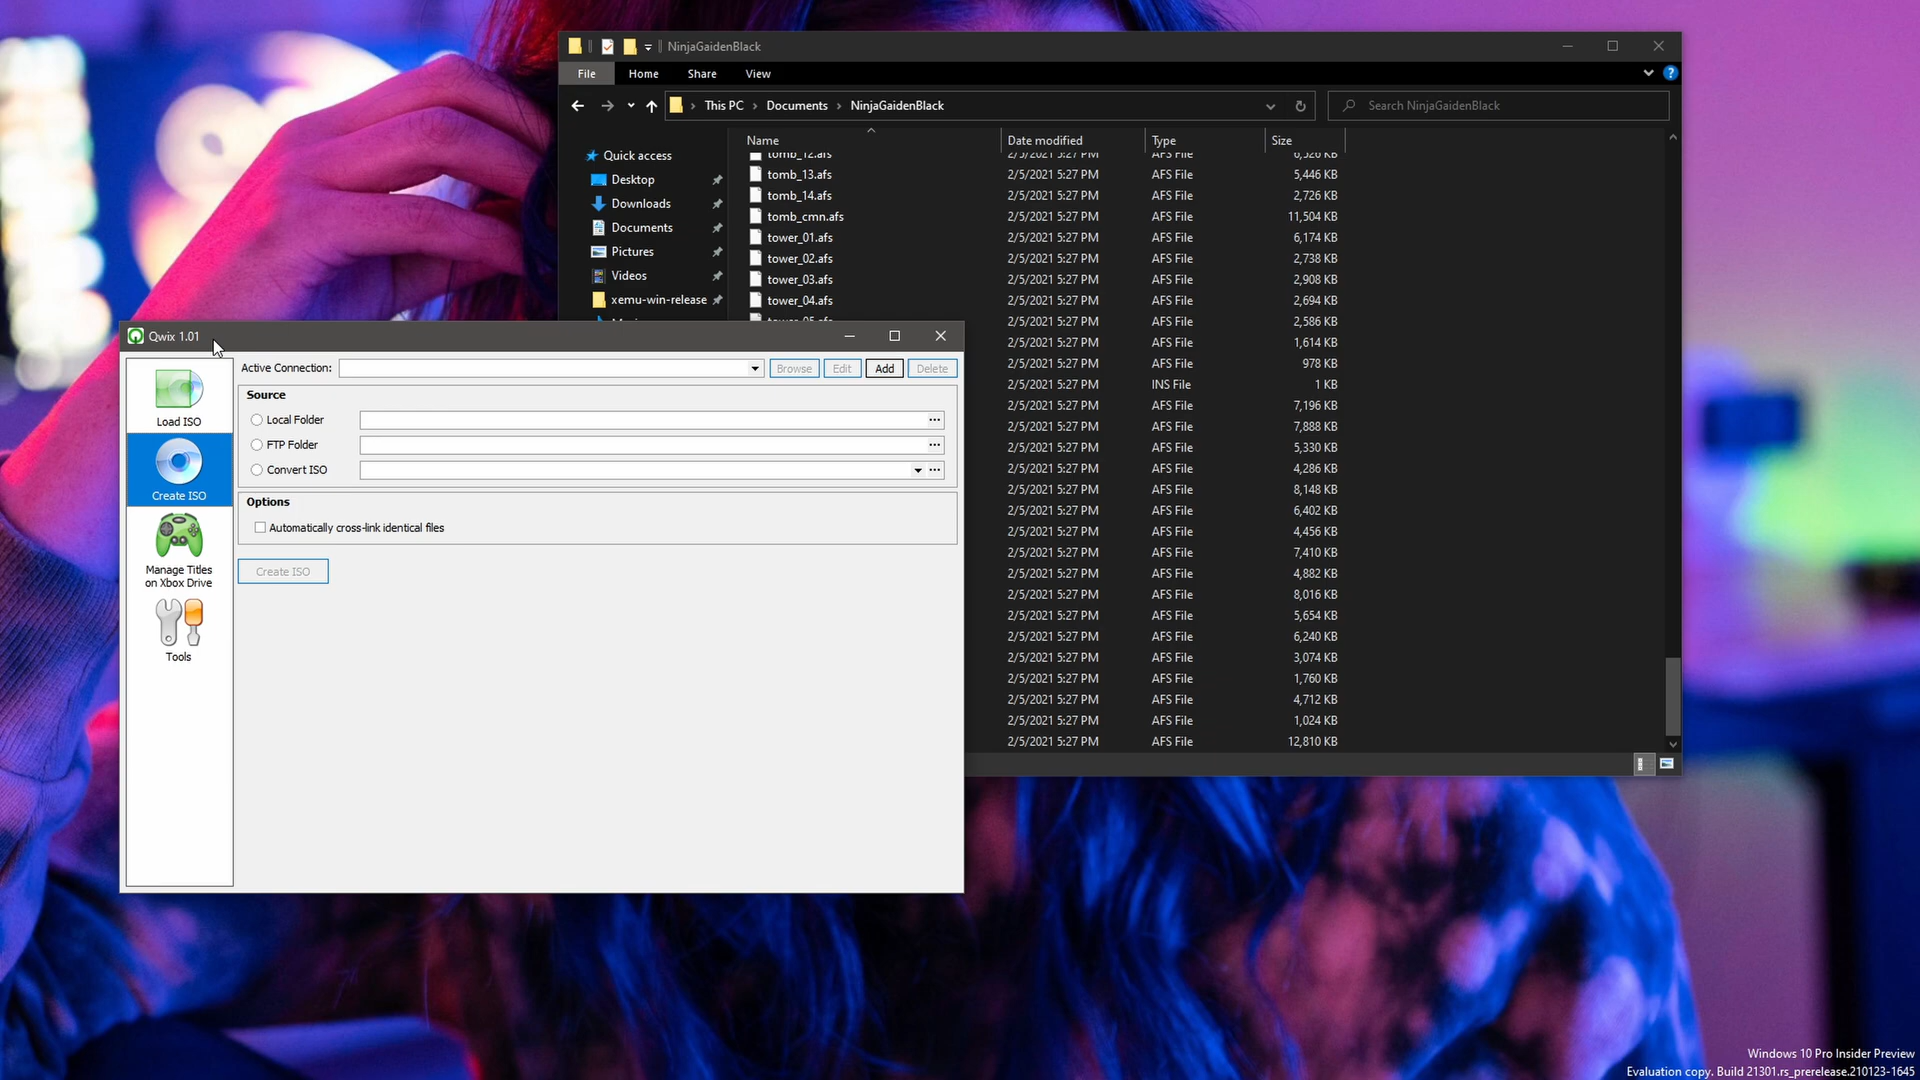 NinjaGaidenBlack
File Home Share View
This PC Documents NinjaGaidenBlack
Search NinjaGaidenBlack
Name Date modified Type Size
Quick access
Desktop
Downloads
Documents
Pictures
Videos
xemu-win-release
tomb_12.afs 2/5/2021 5:27 PM AFS File 6,526 KB
tomb_13.afs 2/5/2021 5:27 PM AFS File 5,446 KB
tomb_14.afs 2/5/2021 5:27 PM AFS File 2,726 KB
tomb_cmn.afs 2/5/2021 5:27 PM AFS File 11,504 KB
tower_01.afs 2/5/2021 5:27 PM AFS File 6,174 KB
tower_02.afs 2/5/2021 5:27 PM AFS File 2,738 KB
tower_03.afs 2/5/2021 5:27 PM AFS File 2,908 KB
tower_04.afs 2/5/2021 5:27 PM AFS File 2,694 KB
2/5/2021 5:27 PM AFS File 2,586 KB
2/5/2021 5:27 PM AFS File 1,614 KB
2/5/2021 5:27 PM AFS File 978 KB
2/5/2021 5:27 PM INS File 1 KB
2/5/2021 5:27 PM AFS File 7,196 KB
2/5/2021 5:27 PM AFS File 7,888 KB
2/5/2021 5:27 PM AFS File 5,330 KB
2/5/2021 5:27 PM AFS File 4,286 KB
2/5/2021 5:27 PM AFS File 8,148 KB
2/5/2021 5:27 PM AFS File 6,402 KB
2/5/2021 5:27 PM AFS File 4,456 KB
2/5/2021 5:27 PM AFS File 7,410 KB
2/5/2021 5:27 PM AFS File 4,882 KB
2/5/2021 5:27 PM AFS File 8,016 KB
2/5/2021 5:27 PM AFS File 5,654 KB
2/5/2021 5:27 PM AFS File 6,240 KB
2/5/2021 5:27 PM AFS File 3,074 KB
2/5/2021 5:27 PM AFS File 1,760 KB
2/5/2021 5:27 PM AFS File 4,712 KB
2/5/2021 5:27 PM AFS File 1,024 KB
2/5/2021 5:27 PM AFS File 12,810 KB
Qwix 1.01
Load ISO
Create ISO
Manage Titles
on Xbox Drive
Tools
Active Connection: Browse Edit Add Delete
Source
Local Folder
FTP Folder
Convert ISO
Options
Automatically cross-link identical files
Create ISO
Windows 10 Pro Insider Preview
Evaluation copy. Build 21301.rs_prerelease.210123-1645